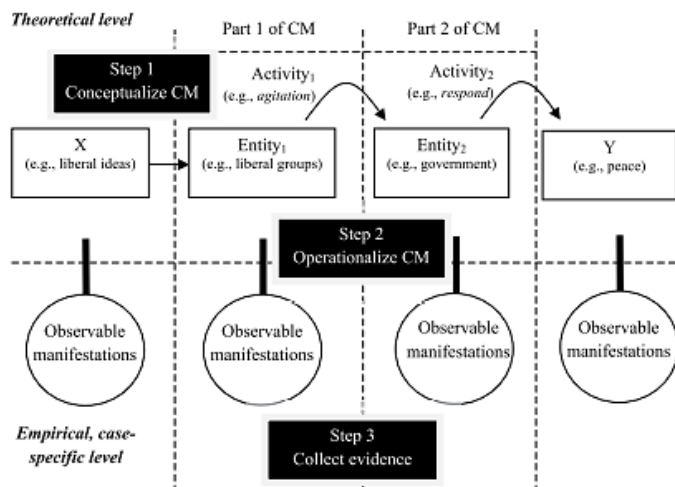 Theoretical level
Part 1 of CM
Part 2 of CM
Step 1
Conceptualize CM
Activity₁
(e.g., agitation)
Activity₂
(e.g., respond)
X
(e.g., liberal ideas)
Entity₁
(e.g., liberal groups)
Entity₂
(e.g., government)
Y
(e.g., peace)
Step 2
Operationalize CM
Observable
manifestations
Observable
manifestations
Observable
manifestations
Observable
manifestations
Empirical, case-
specific level
Step 3
Collect evidence